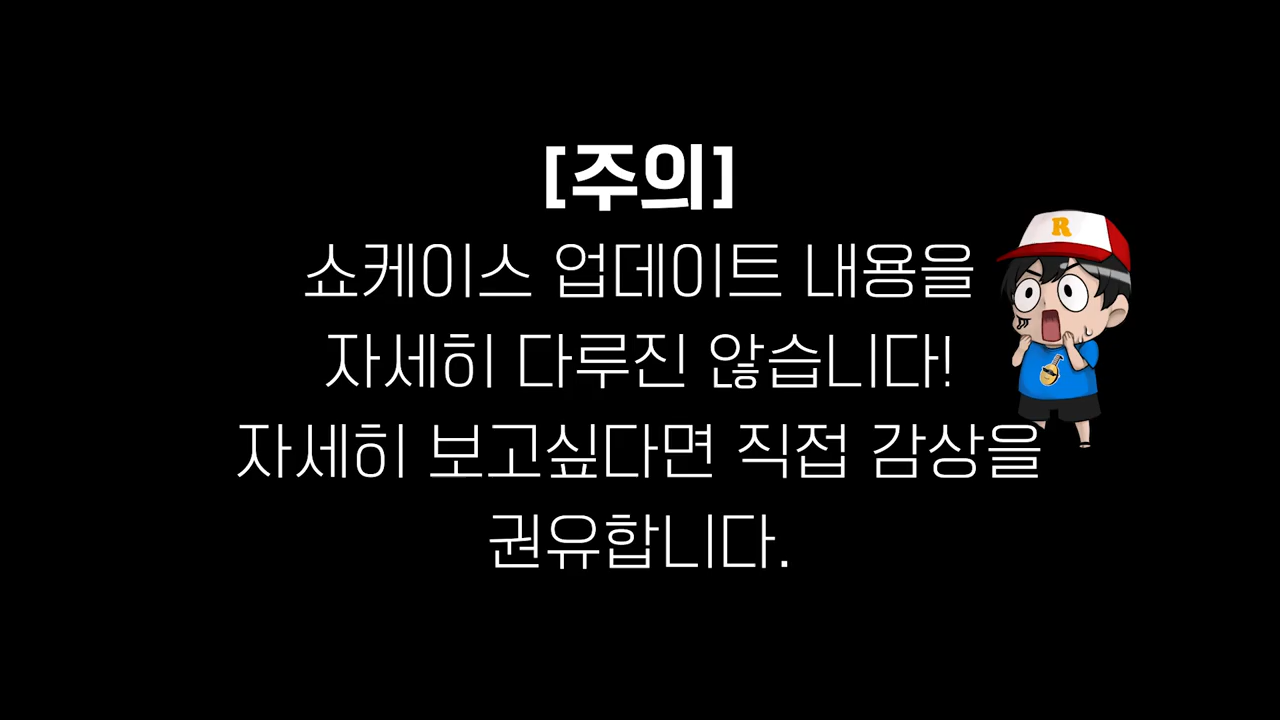 [주의]
쇼케이스 업데이트 내용을
R
자세히 다루진 않습니다!
자세히 보고싶다면 직접 감상을
권유합니다.